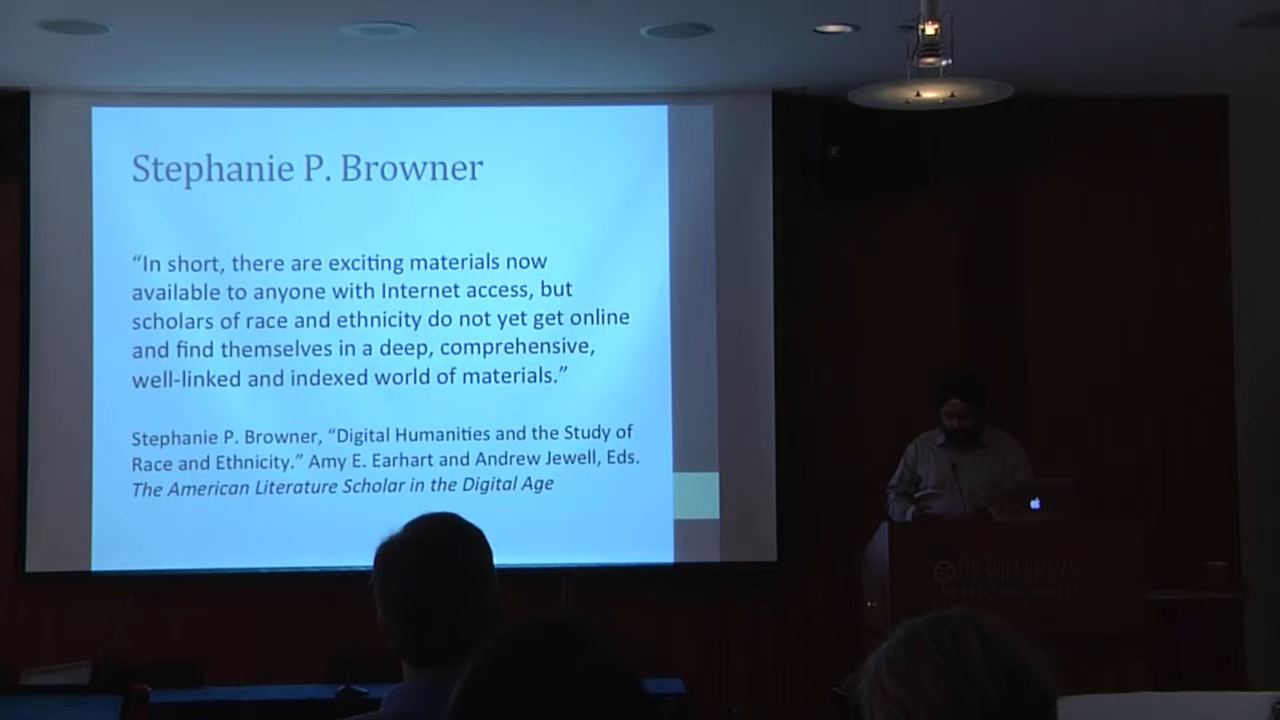 Stephanie P. Browner
“In short, there are exciting materials now
available to anyone with Internet access, but
scholars of race and ethnicity do not yet get online
and find themselves in a deep, comprehensive,
well-linked and indexed world of materials.”
Stephanie P. Browner, “Digital Humanities and the Study of
Race and Ethnicity.” Amy E. Earhart and Andrew Jewell, Eds.
The American Literature Scholar in the Digital Age